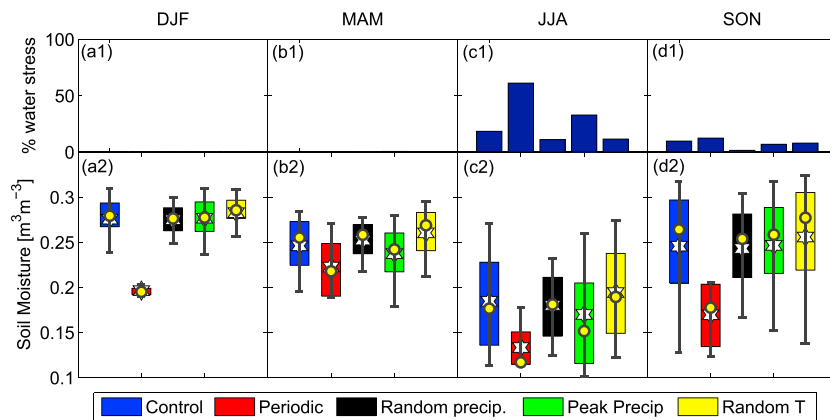 DJF MAM JJA SON
% water stress
100
50
0
(a1) (b1) (c1) (d1)
Soil Moisture [m³m⁻³]
0.3
0.25
0.2
0.15
0.1
(a2) (b2) (c2) (d2)
Control Periodic Random precip. Peak Precip Random T